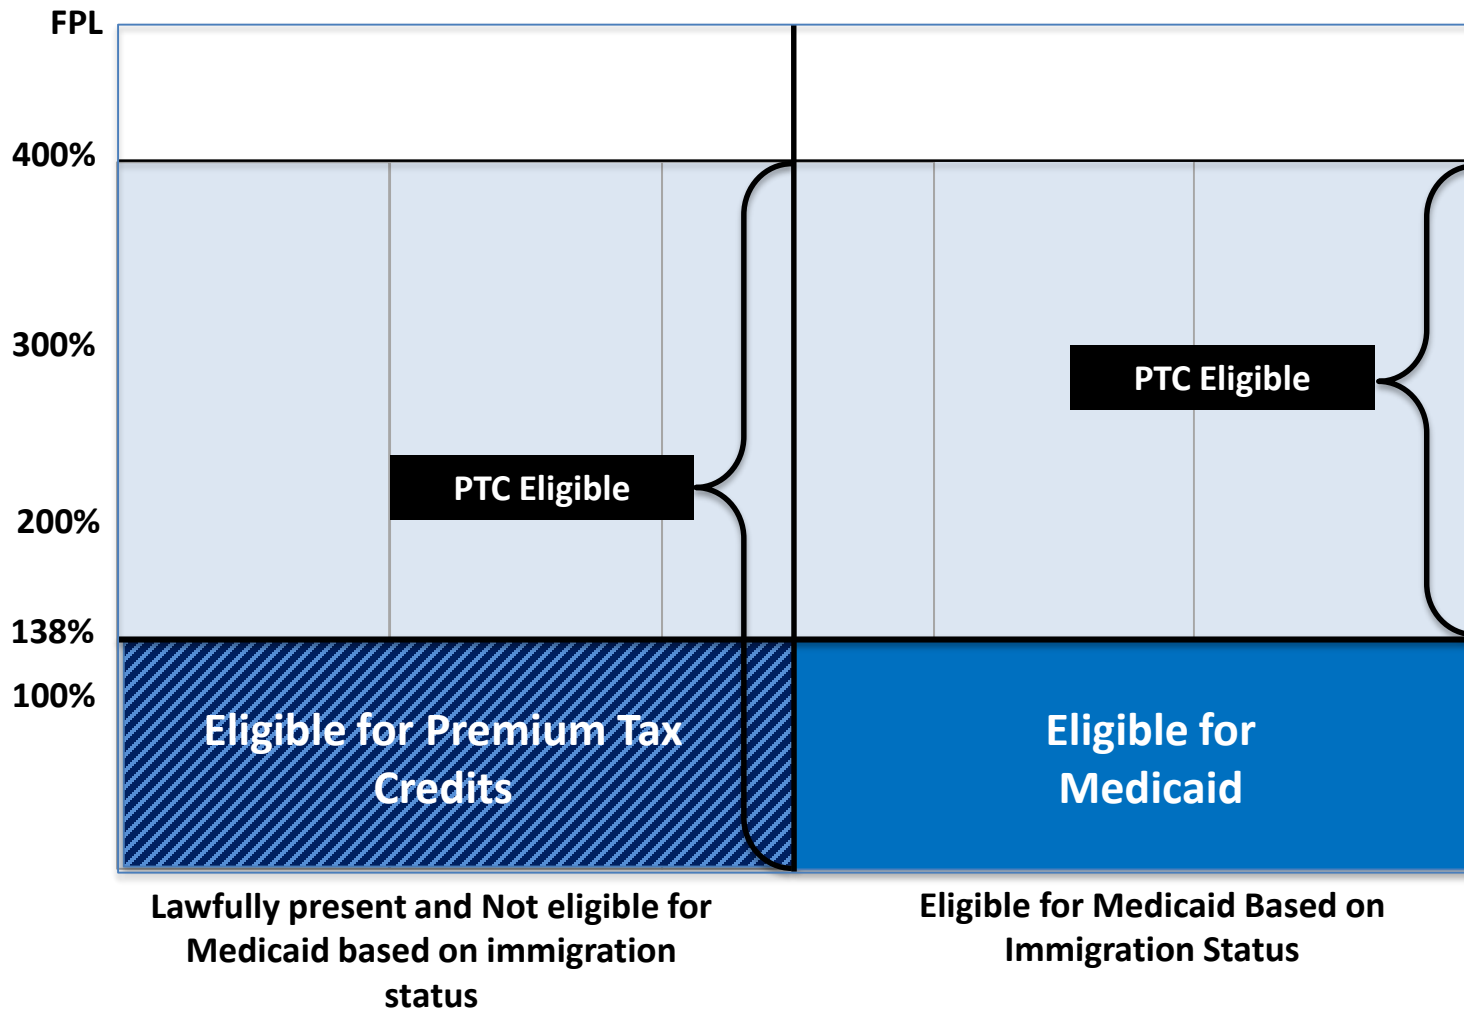 FPL
400%
300%
PTC Eligible
PTC Eligible
200%
138%
100%
Eligible for Premium Tax
Credits
Eligible for
Medicaid
Lawfully present and Not eligible for
Medicaid based on immigration
status
Eligible for Medicaid Based on
Immigration Status